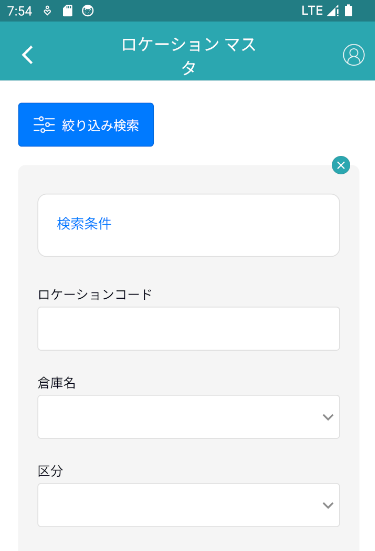 7:54 LTE
ロケーション マス
タ
絞り込み検索
検索条件
ロケーションコード
倉庫名
区分